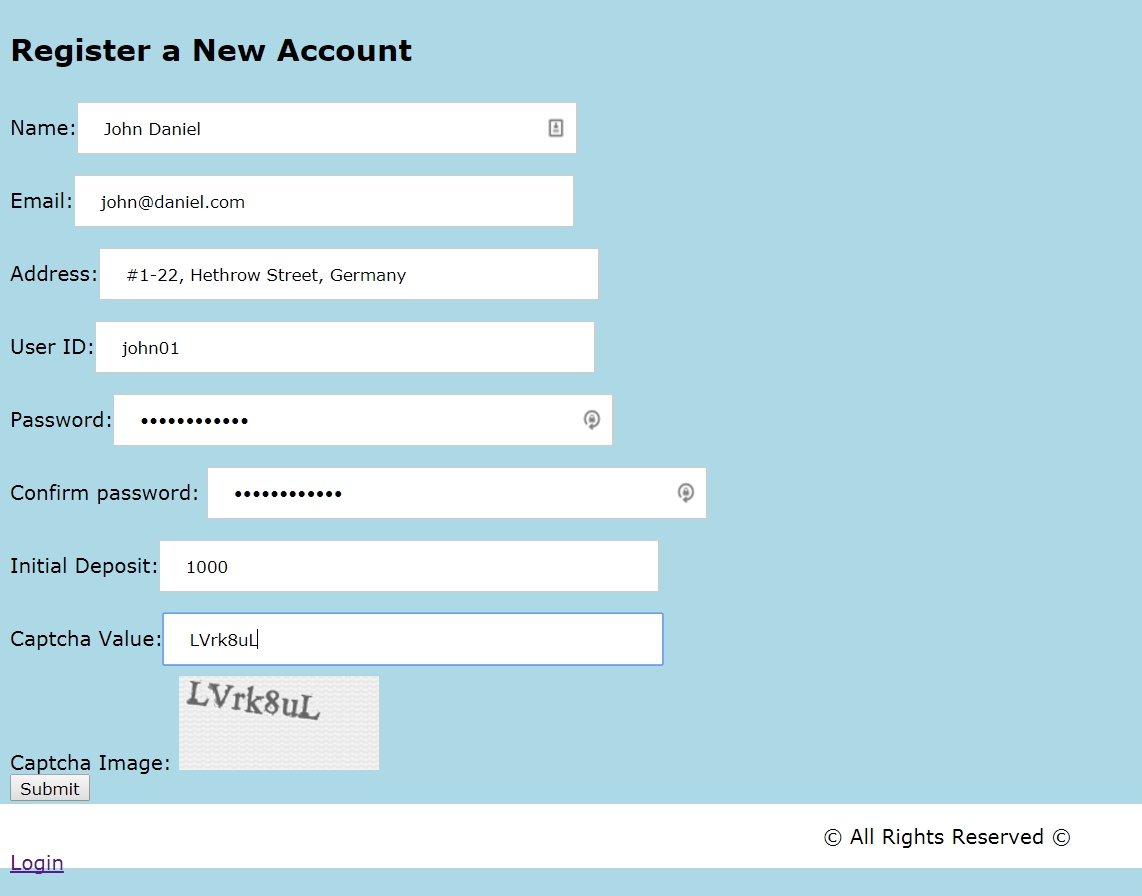 Register a New Account
Name: John Daniel
Email: john@daniel.com
Address: #1-22, Hethrow Street, Germany
User ID: john01
Password: ••••••••••••
Confirm password: ••••••••••••
Initial Deposit: 1000
Captcha Value: LVrk8uL
LVrk8uL
Captcha Image:
Submit
© All Rights Reserved ©
Login